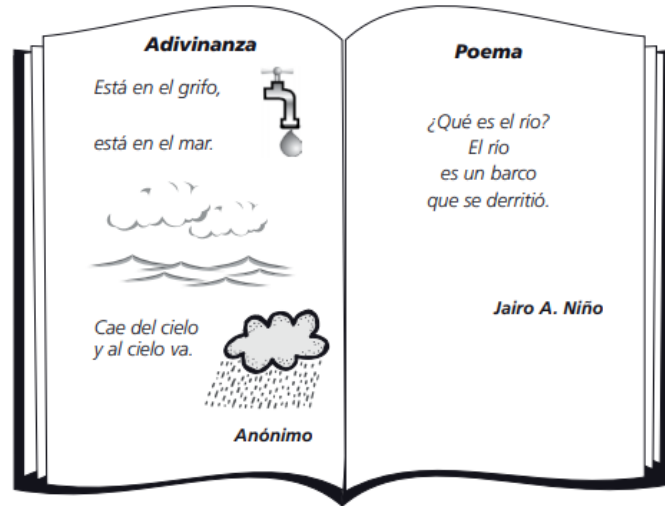 Adivinanza
Está en el grifo,
está en el mar.
Cae del cielo
y al cielo va.
Anónimo
Poema
¿Qué es el río?
El río
es un barco
que se derritió.
Jairo A. Niño